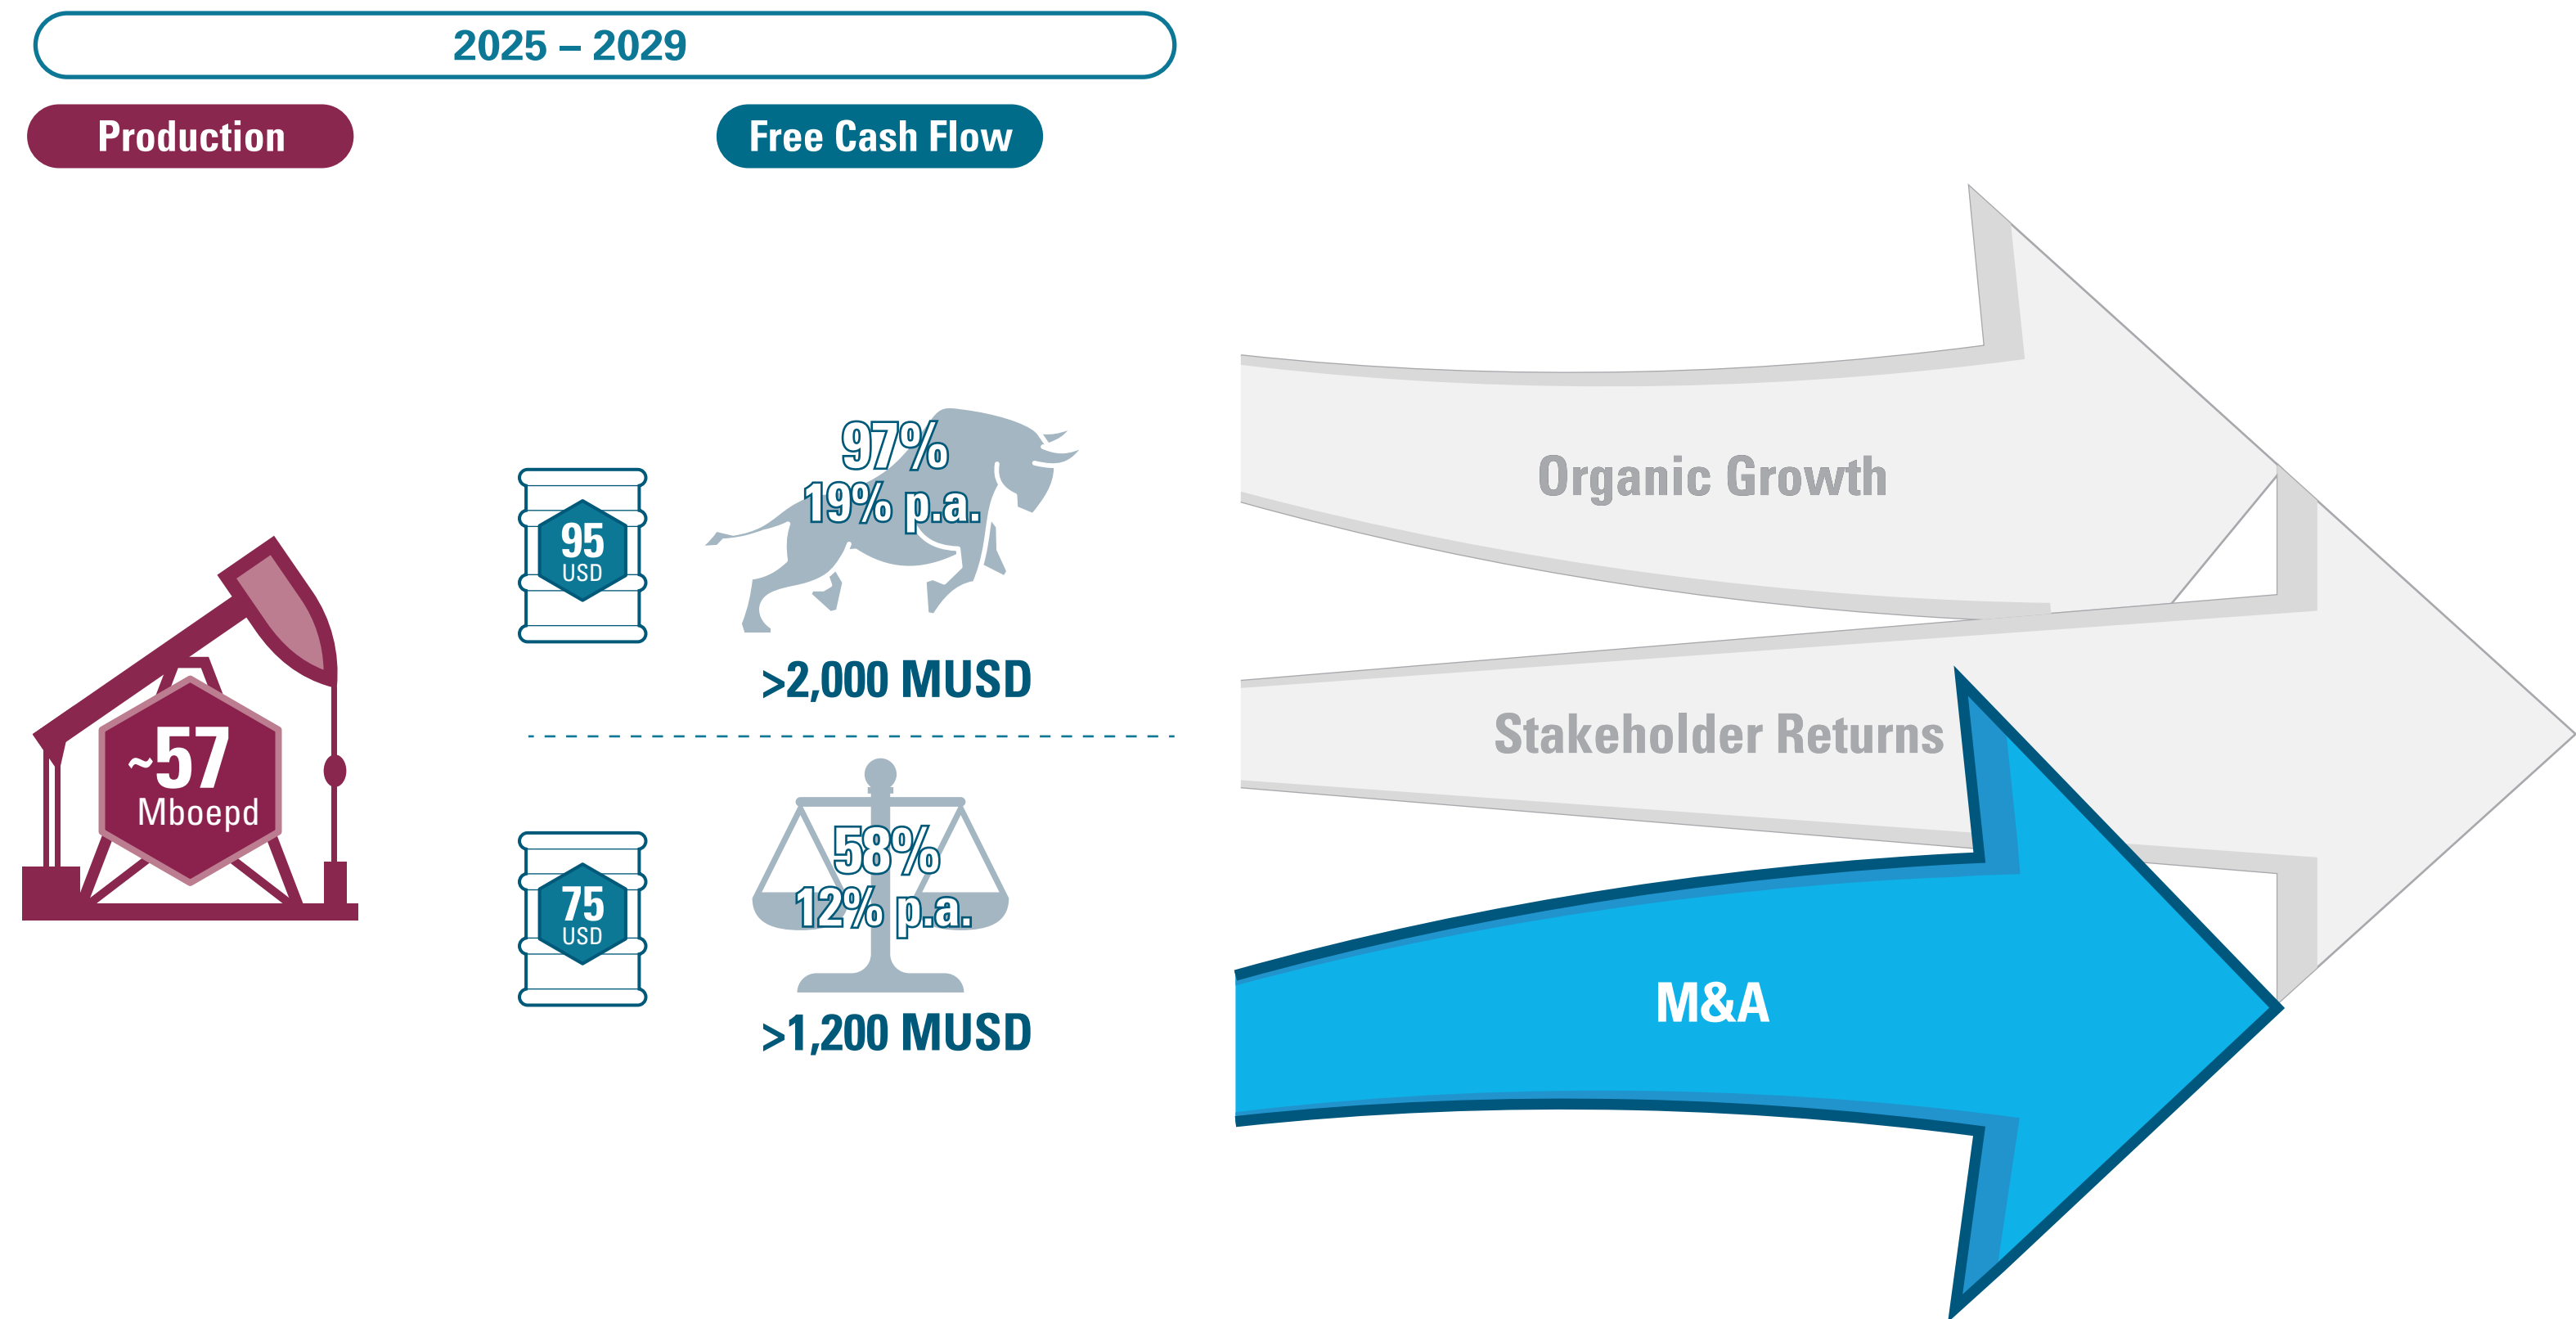 2025 – 2029
Production
Free Cash Flow
~57
Mboepd
95
USD
97%
19% p.a.
>2,000 MUSD
75
USD
58%
12% p.a.
>1,200 MUSD
Organic Growth
Stakeholder Returns
M&A